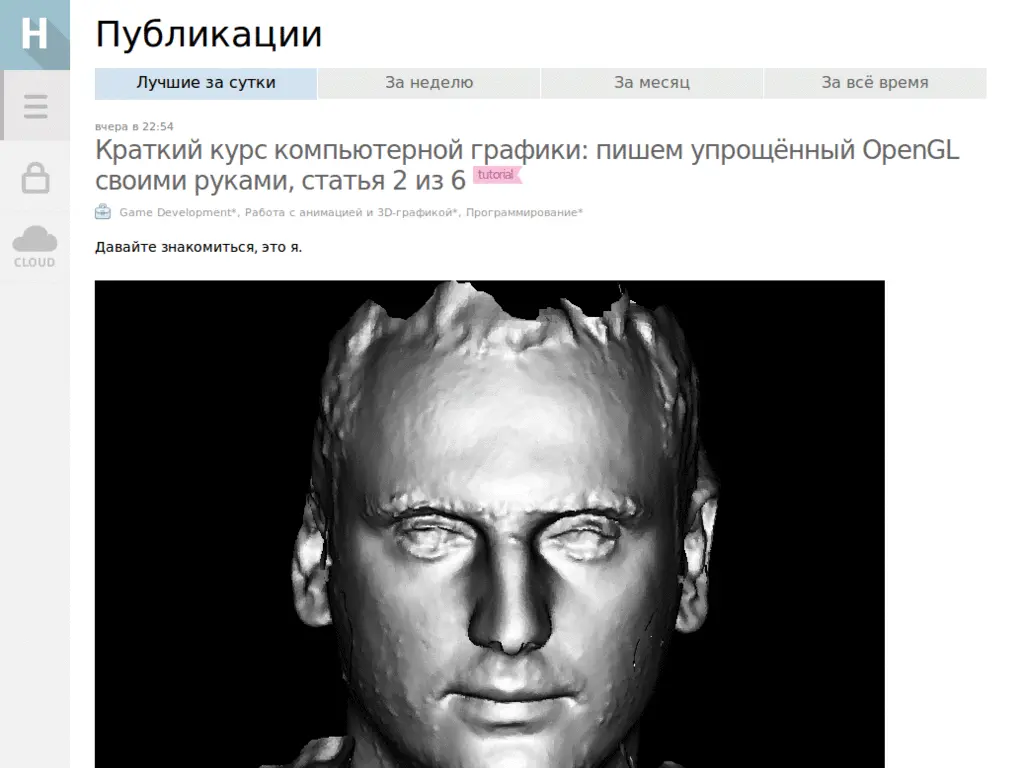 H
Публикации
Лучшие за сутки
За неделю
За месяц
За всё время
вчера в 22:54
Краткий курс компьютерной графики: пишем упрощённый OpenGL
своими руками, статья 2 из 6 tutorial
Game Development*, Работа с анимацией и 3D-графикой*, Программирование*
CLOUD
Давайте знакомиться, это я.